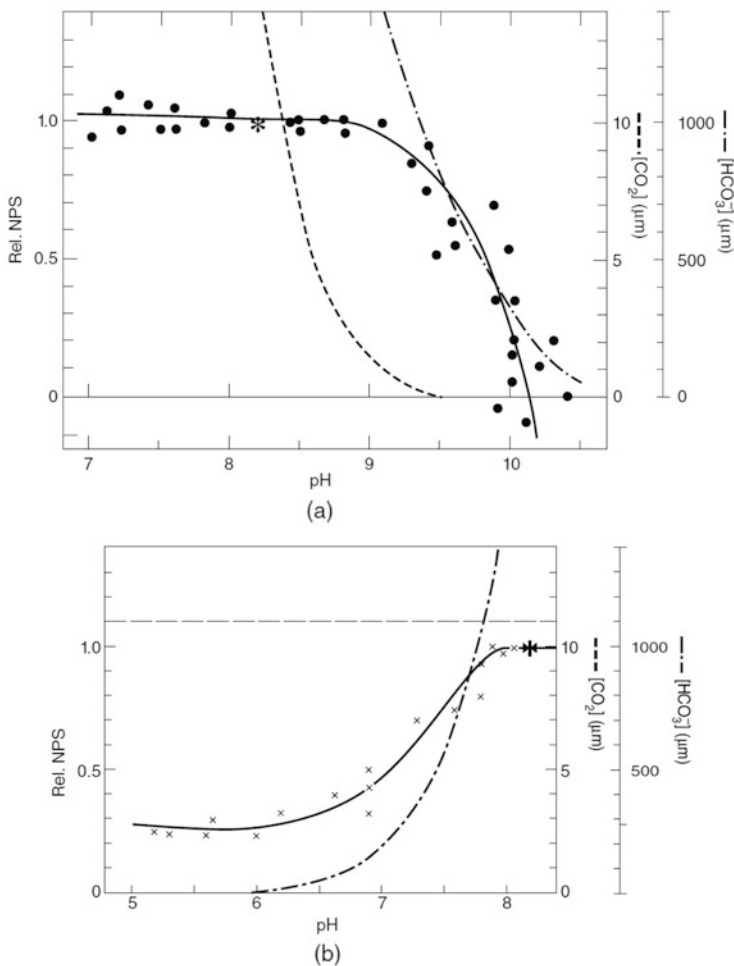 1.0
0.5
0
Rel. NPS
7
8
9
10
pH
10
5
0
[CO₂] (μm)
1000
500
0
[HCO₃⁻] (μm)
(a)
1.0
0.5
0
Rel. NPS
5
6
7
8
pH
10
5
0
[CO₂] (μm)
1000
500
[HCO₃⁻] (μm)
(b)